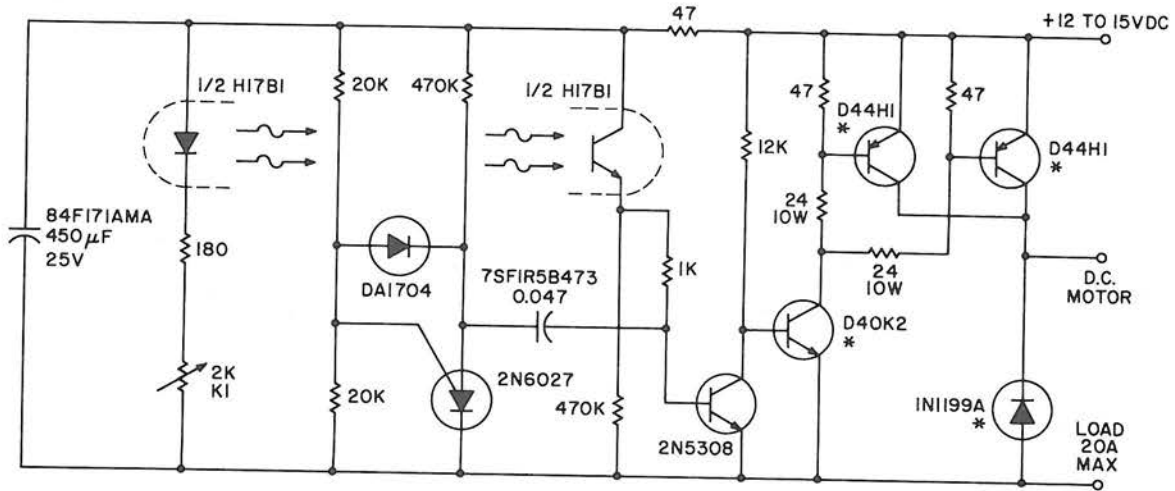 47
+12 TO 15VDC
1/2 H17B1
20K
470K
1/2 H17B1
47
D44H1
*
47
D44H1
*
12K
84F171AMA
450µF
25V
180
24
10W
DA1704
7SF1R5B473
0.047
1K
24
10W
D.C.
MOTOR
D40K2
*
2K
K1
20K
2N6027
470K
2N5308
1N1199A
*
LOAD
20A
MAX